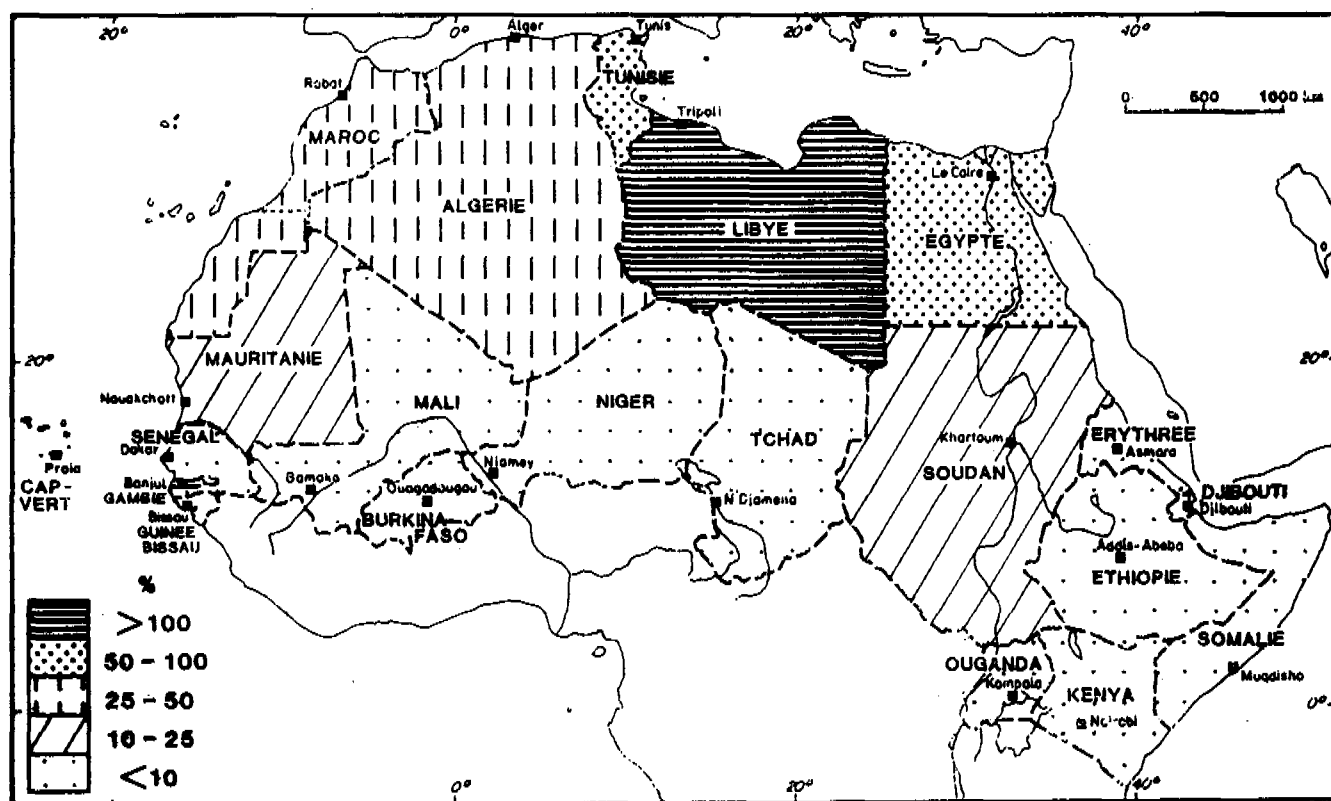 20°
0°
20°
40°
Alger
Tunis
TUNISIE
Rabat
Tripoli
0 500 1000 km
MAROC
Le Caire
ALGERIE
LIBYE
EGYPTE
20°
MAURITANIE
20°
Nouakchott
MALI
NIGER
TCHAD
SENEGAL
Dakar
Khartoum
ERYTHREE
Asmara
Praia
CAP-
VERT
Niamey
SOUDAN
Banjul
GAMBIE
Bamako
Ouagadougou
N'Djamena
DJIBOUTI
Djibouti
Bissau
GUINEE
BISSAU
BURKINA
FASO
Addis-Abeba
ETHIOPIE
%
>100
50 - 100
25 - 50
10 - 25
<10
SOMALIE
OUGANDA
Kampala
KENYA
Muqdisho
Nairobi
0°
0°
20°
40°